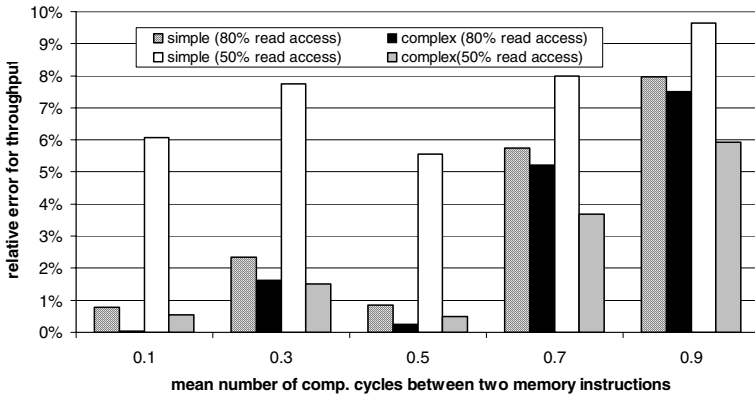 10%
9%
8%
7%
6%
5%
4%
3%
2%
1%
0%
relative error for throughput
simple (80% read access) complex (80% read access)
simple (50% read access) complex(50% read access)
0.1 0.3 0.5 0.7 0.9
mean number of comp. cycles between two memory instructions